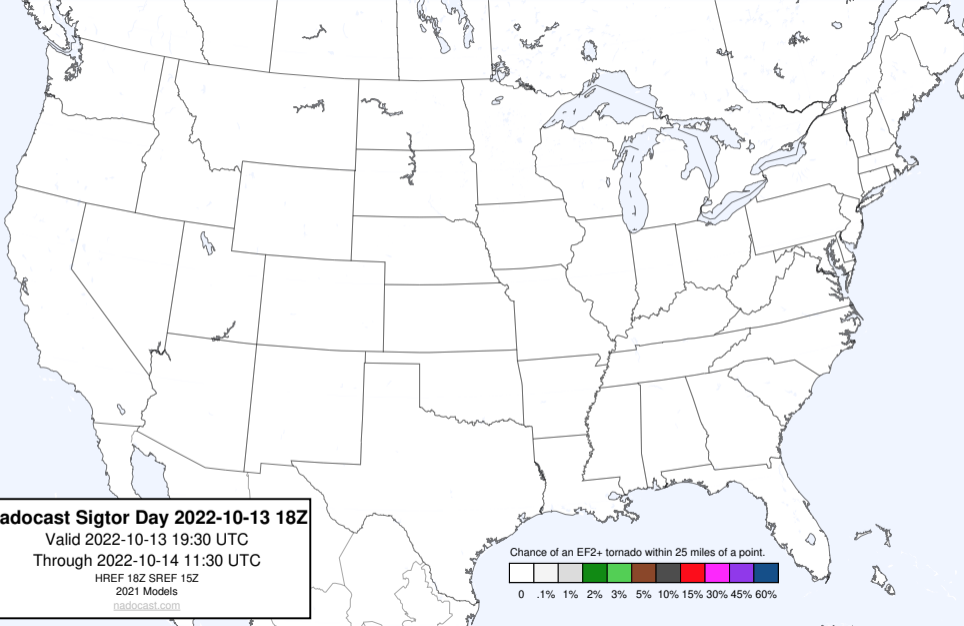 adocast Sigtor Day 2022-10-13 18Z
Valid 2022-10-13 19:30 UTC
Through 2022-10-14 11:30 UTC
HREF 18Z SREF 15Z
2021 Models
nadocast.com
Chance of an EF2+ tornado within 25 miles of a point.
0 .1% 1% 2% 3% 5% 10% 15% 30% 45% 60%